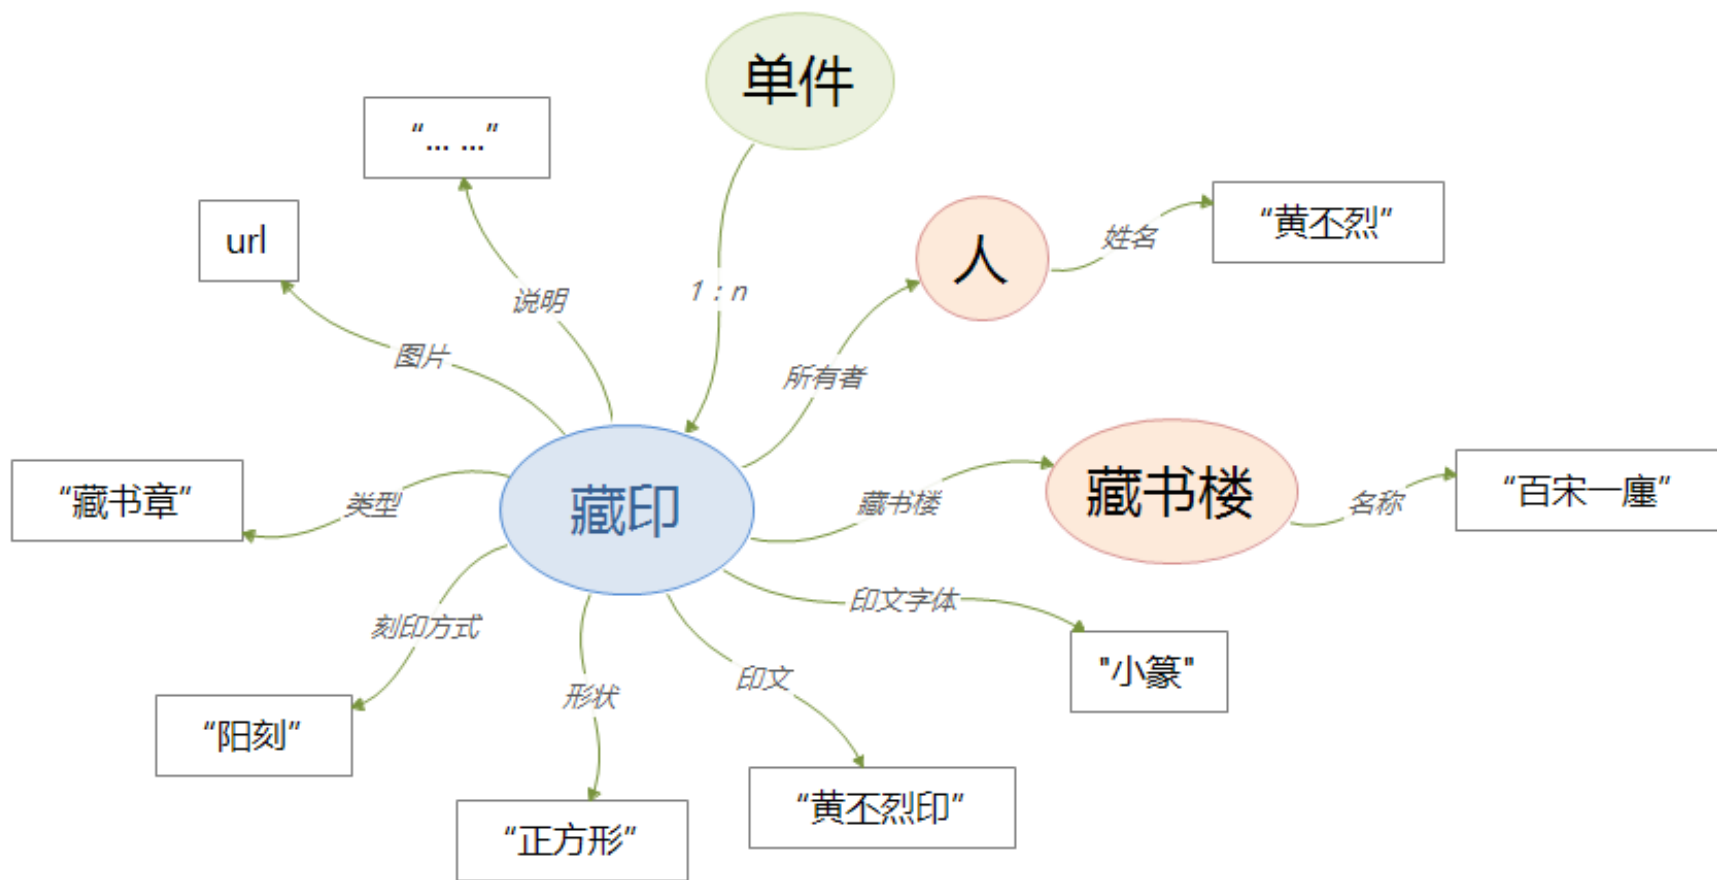 单件
“... ...”
url
人
姓名
“黄丕烈”
说明
1:n
图片
所有者
“藏书章”
类型
藏印
藏书楼
藏书楼
名称
“百宋一廛”
刻印方式
印文字体
"小篆"
形状
印文
“阳刻”
“正方形”
“黄丕烈印”